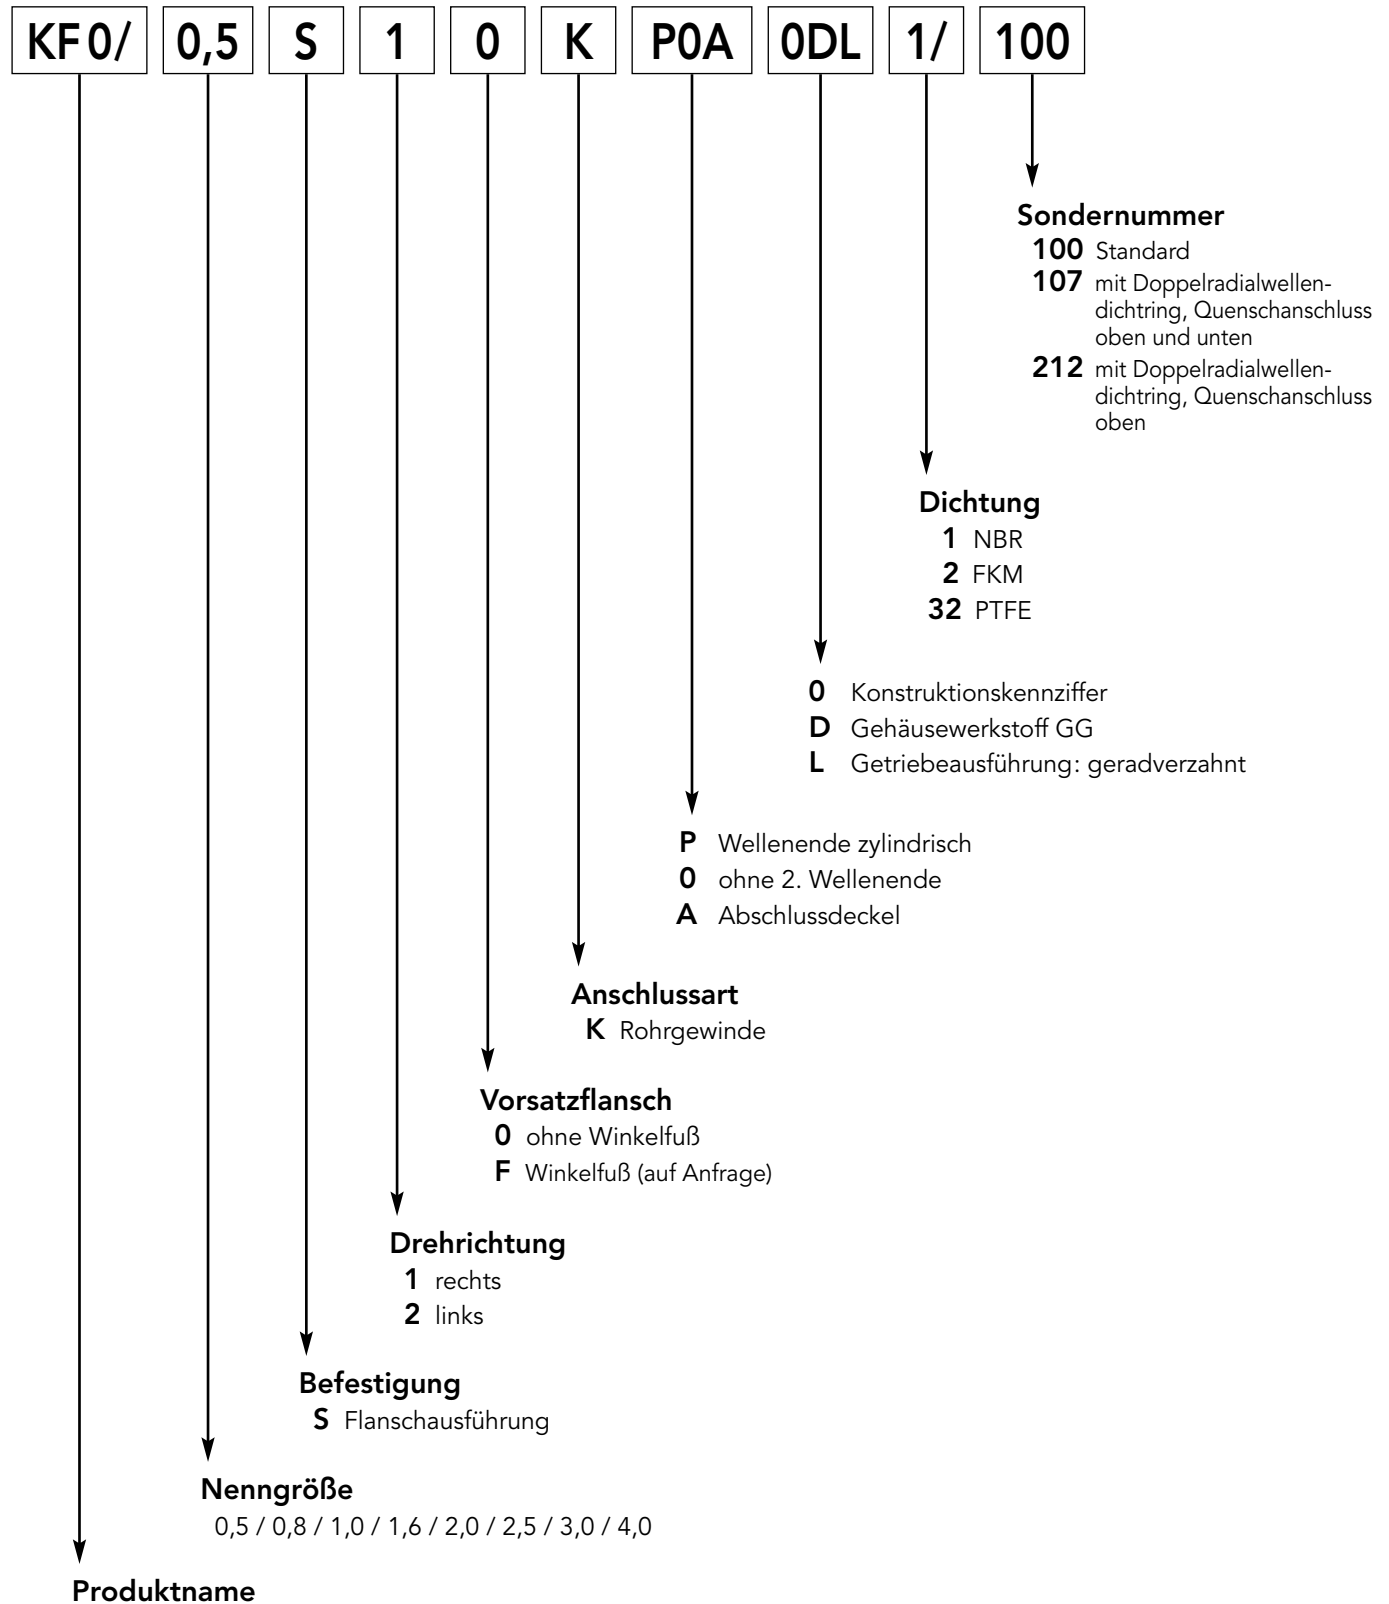 KF0/ 0,5 S 1 0 K P0A 0DL 1/ 100
Sondernummer
100 Standard
107 mit Doppelradialwellen-
dichtring, Quenschanschluss
oben und unten
212 mit Doppelradialwellen-
dichtring, Quenschanschluss
oben
Dichtung
1 NBR
2 FKM
32 PTFE
0 Konstruktionskennziffer
D Gehäusewerkstoff GG
L Getriebeausführung: geradverzahnt
P Wellenende zylindrisch
0 ohne 2. Wellenende
A Abschlussdeckel
Anschlussart
K Rohrgewinde
Vorsatzflansch
0 ohne Winkelfuß
F Winkelfuß (auf Anfrage)
Drehrichtung
1 rechts
2 links
Befestigung
S Flanschausführung
Nenngröße
0,5 / 0,8 / 1,0 / 1,6 / 2,0 / 2,5 / 3,0 / 4,0
Produktname